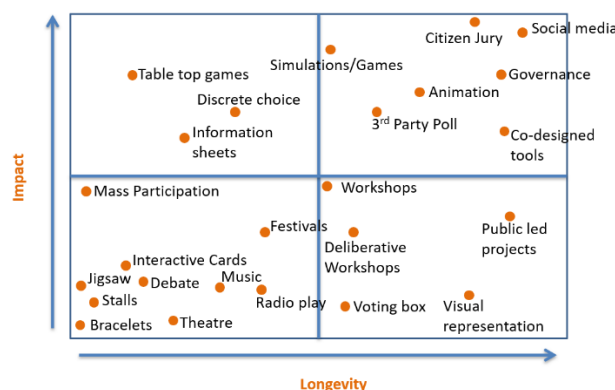 Citizen Jury
Social media
Simulations/Games
Table top games
Governance
Animation
Discrete choice
3rd Party Poll
Information
sheets
Co-designed
tools
Impact
Mass Participation
Workshops
Festivals
Public led
projects
Deliberative
Workshops
Interactive Cards
Jigsaw
Debate
Music
Radio play
Stalls
Voting box
Visual
representation
Bracelets
Theatre
Longevity